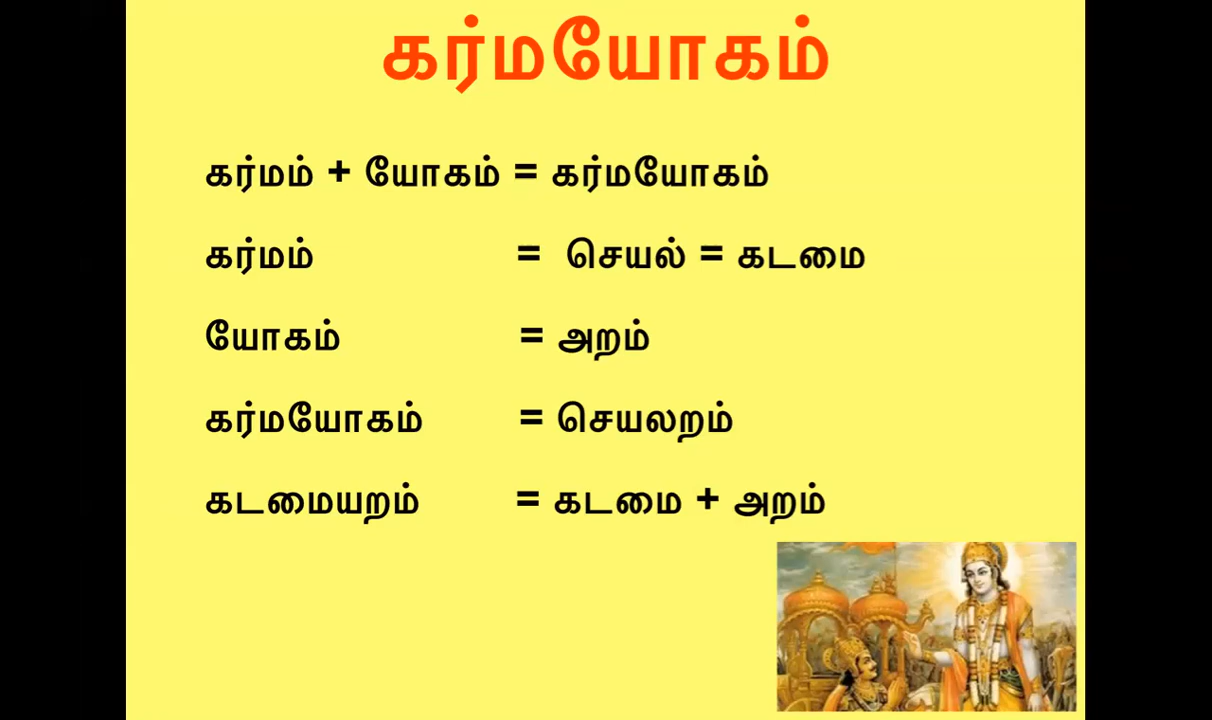 கர்மயோகம்
கர்மம் + யோகம் = கர்மயோகம்
கர்மம் = செயல் = கடமை
யோகம் = அறம்
கர்மயோகம் = செயலறம்
கடமையறம் = கடமை + அறம்